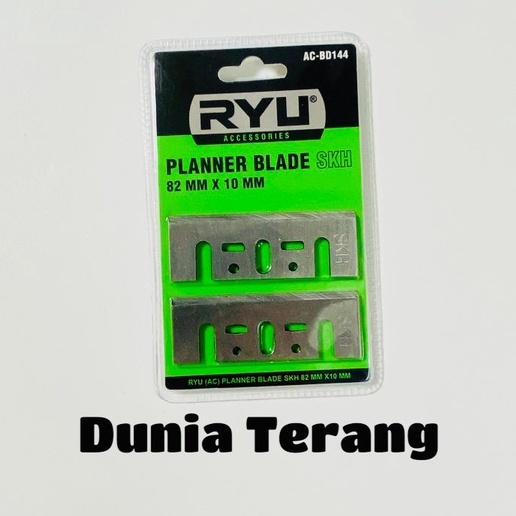 AC-BD144
RYU®
ACCESSORIES
PLANNER BLADE SKH
82 MM X 10 MM
SKH
SKH
RYU (AC) PLANNER BLADE SKH 82 MM X10 MM
Dunia Terang